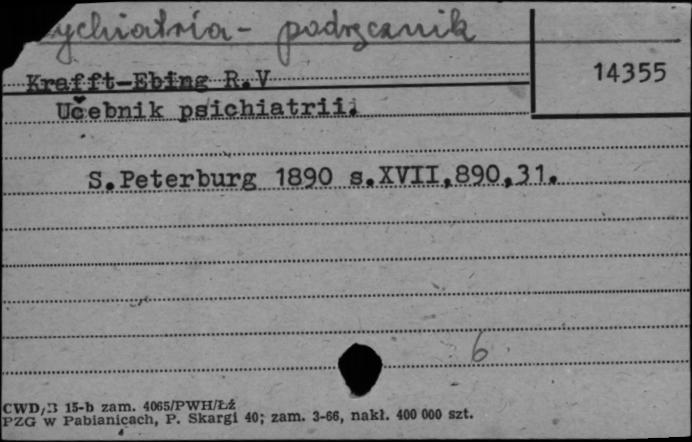 ychiatria - podręcznik
Krafft-Ebing R.V
14355
Učebnik psichiatrii.
S.Peterburg 1890 s.XVII,890,31.
6
CWD/B 15-b zam. 4065/PWH/Łź
PZG w Pabianicach, P. Skargi 40; zam. 3-66, nakł. 400 000 szt.